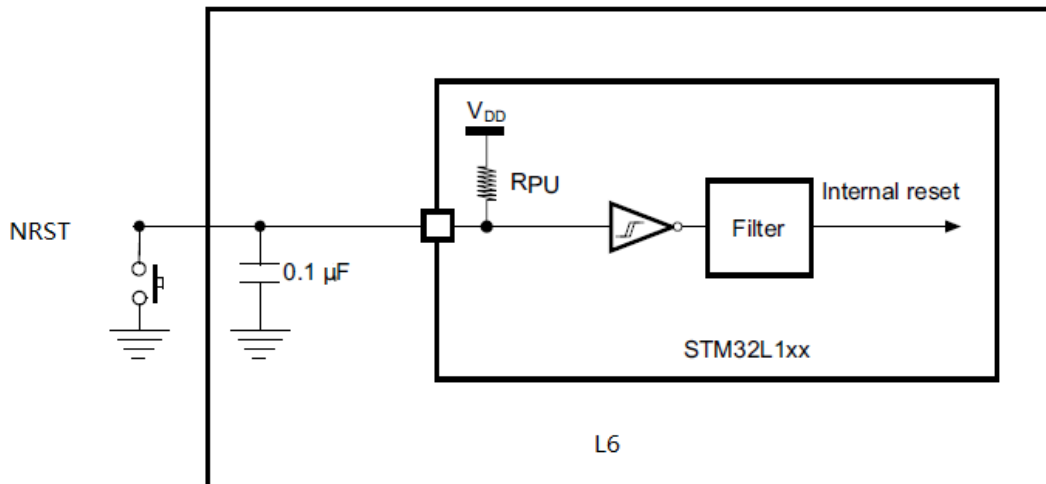 VDD
RPU
Internal reset
NRST
Filter
0.1 µF
STM32L1xx
L6